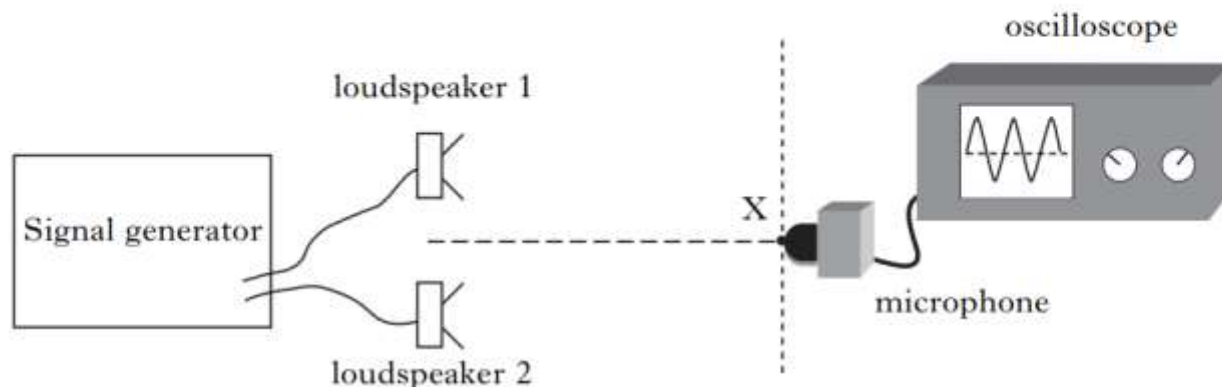 oscilloscope
loudspeaker 1
X
Signal generator
microphone
loudspeaker 2